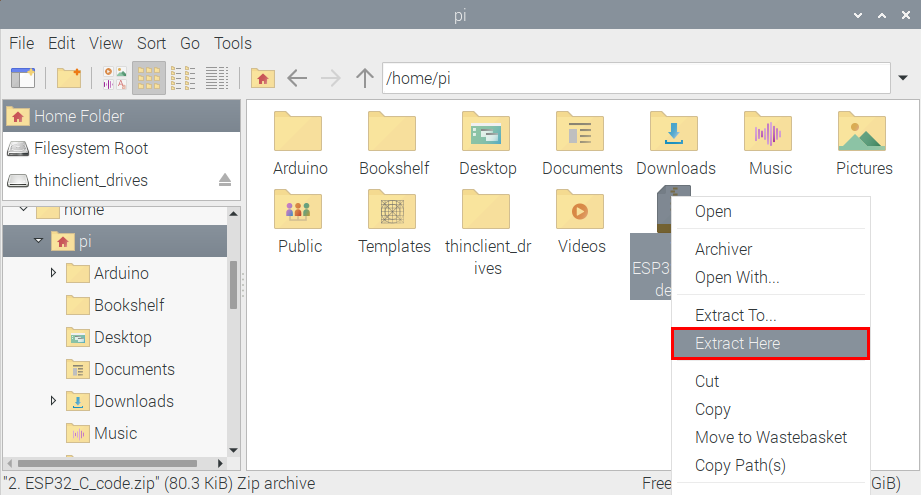 pi
File Edit View Sort Go Tools
/home/pi
Home Folder
Filesystem Root
thinclient_drives
home
pi
Arduino
Bookshelf
Desktop
Documents
Downloads
Music
Arduino Bookshelf Desktop Documents Downloads Music Pictures
Public Templates thinclient_dri
ves Videos
ESP3
de
Open
Archiver
Open With...
Extract To...
Extract Here
Cut
Copy
Move to Wastebasket
Copy Path(s)
"2. ESP32_C_code.zip" (80.3 KiB) Zip archive
Free
GiB)